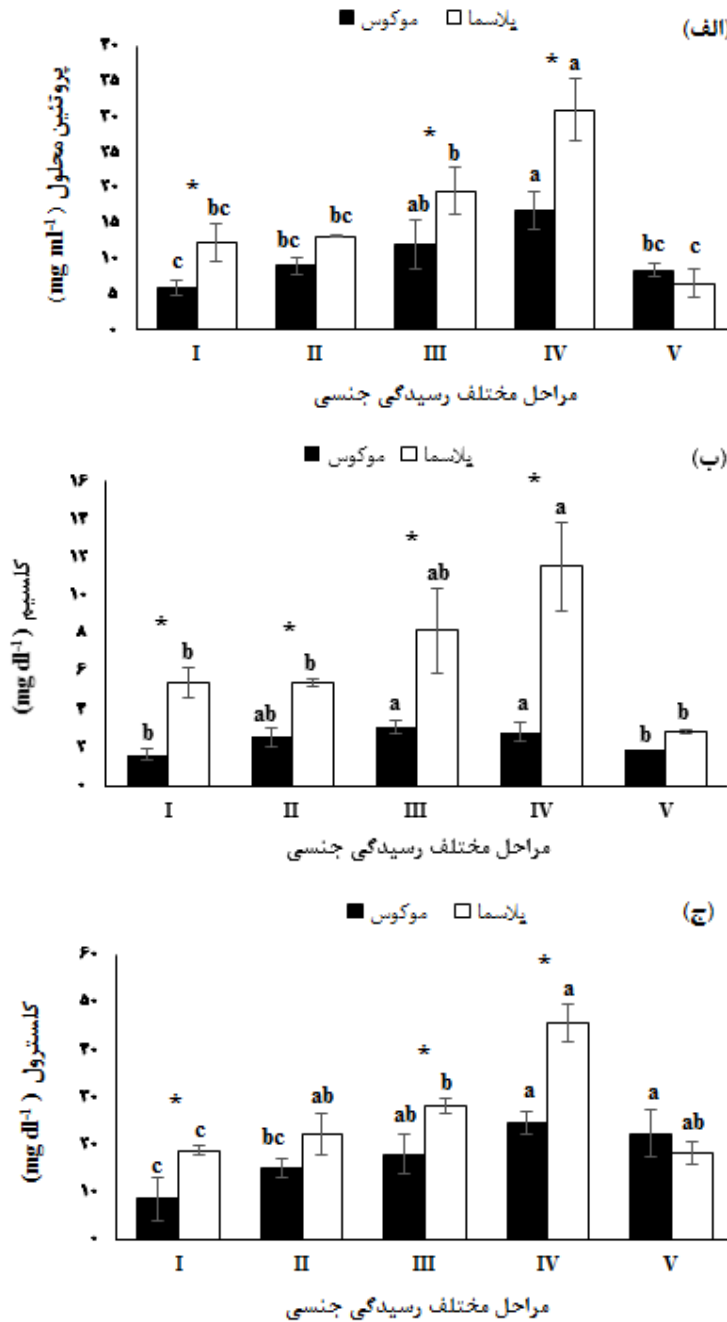 (الف)
موکوس پلاسما
پروتئین محلول (mg ml⁻¹)
۴۰
۳۵
۳۰
۲۵
۲۰
۱۵
۱۰
۵
۰
* * *
c bc bc bc ab b a a bc c
I II III IV V
مراحل مختلف رسیدگی جنسی
(ب)
موکوس پلاسما
کلسیم (mg dl⁻¹)
۱۶
۱۴
۱۲
۱۰
۸
۶
۴
۲
۰
* * * *
b b ab b a ab a a b b
I II III IV V
مراحل مختلف رسیدگی جنسی
(ج)
موکوس پلاسما
کلسترول (mg dl⁻¹)
۶۰
۵۰
۴۰
۳۰
۲۰
۱۰
۰
* * *
c c bc ab ab b a a a ab
I II III IV V
مراحل مختلف رسیدگی جنسی